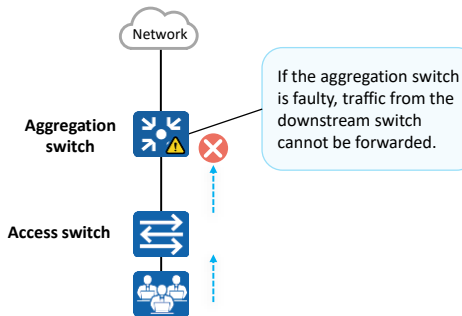 Network
If the aggregation switch
is faulty, traffic from the
downstream switch
cannot be forwarded.
Aggregation
switch
Access switch